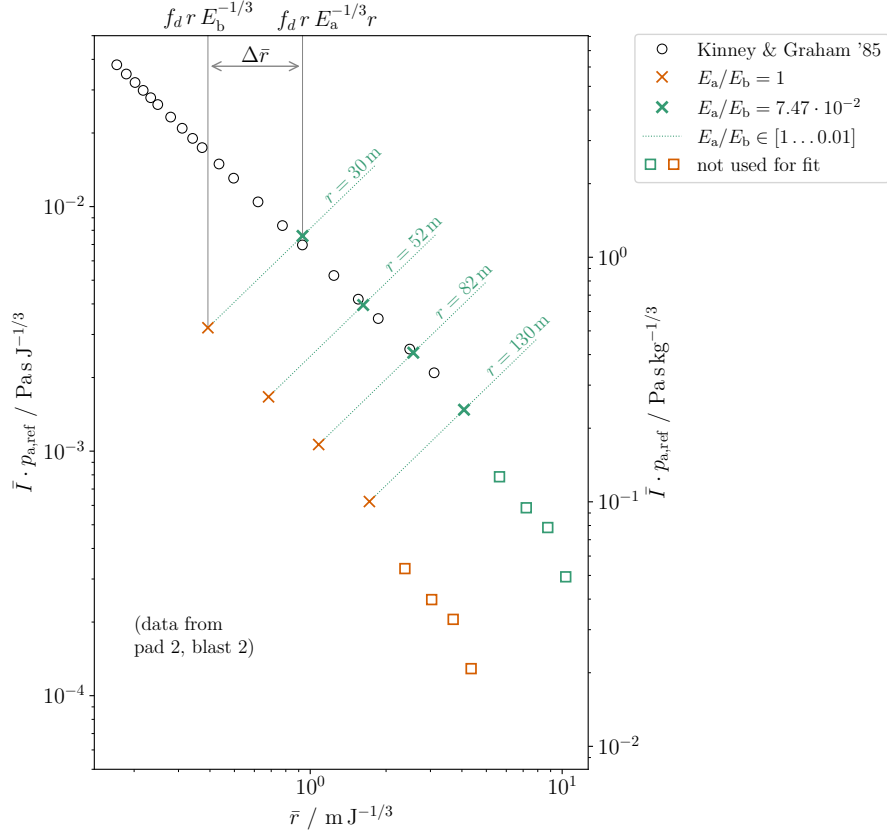 f_d r E_b^{-1/3}
f_d r E_a^{-1/3} r
Δr̄
Kinney & Graham '85
E_a/E_b = 1
E_a/E_b = 7.47 · 10^{-2}
E_a/E_b ∈ [1 … 0.01]
not used for fit
r = 30 m
r = 52 m
r = 82 m
r = 130 m
10^{-2}
10^{-3}
10^{-4}
Ī · p_{a,ref} / Pa s J^{-1/3}
10^0
10^{-1}
10^{-2}
Ī · p_{a,ref} / Pa s kg^{-1/3}
(data from
pad 2, blast 2)
10^0
10^1
r̄ / m J^{-1/3}